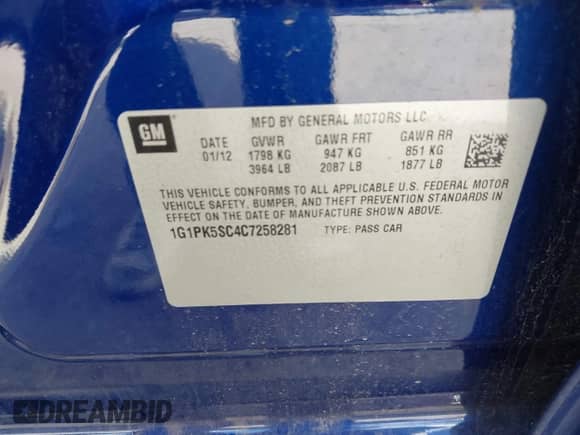 MFD BY GENERAL MOTORS LLC
GM
DATE GVWR GAWR FRT GAWR RR
01/12 1798 KG 947 KG 851 KG
3964 LB 2087 LB 1877 LB
THIS VEHICLE CONFORMS TO ALL APPLICABLE U.S. FEDERAL MOTOR
VEHICLE SAFETY, BUMPER, AND THEFT PREVENTION STANDARDS IN
EFFECT ON THE DATE OF MANUFACTURE SHOWN ABOVE.
1G1PK5SC4C7258281 TYPE: PASS CAR
DREAMBID